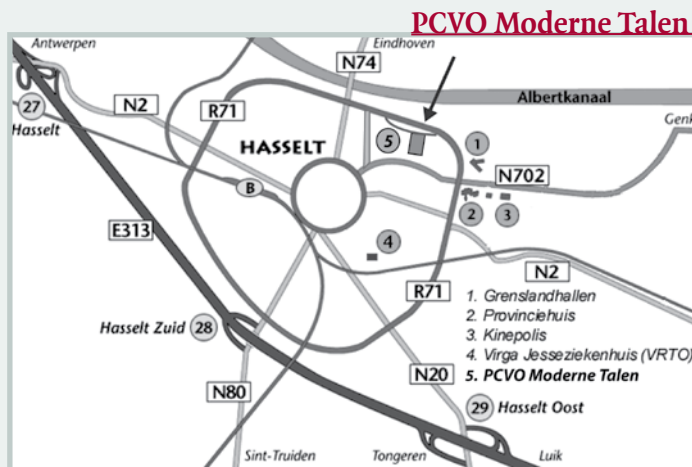 PCVO Moderne Talen
Antwerpen
Eindhoven
N74
Albertkanaal
27
N2
R71
Hasselt
5
1
Genk
HASSELT
N702
B
2
3
E313
4
N2
R71
1. Grenslandhallen
2. Provinciehuis
3. Kinepolis
4. Virga Jesseziekenhuis (VRTO)
5. PCVO Moderne Talen
Hasselt Zuid 28
N80
N20
29 Hasselt Oost
Sint-Truiden
Tongeren
Luik